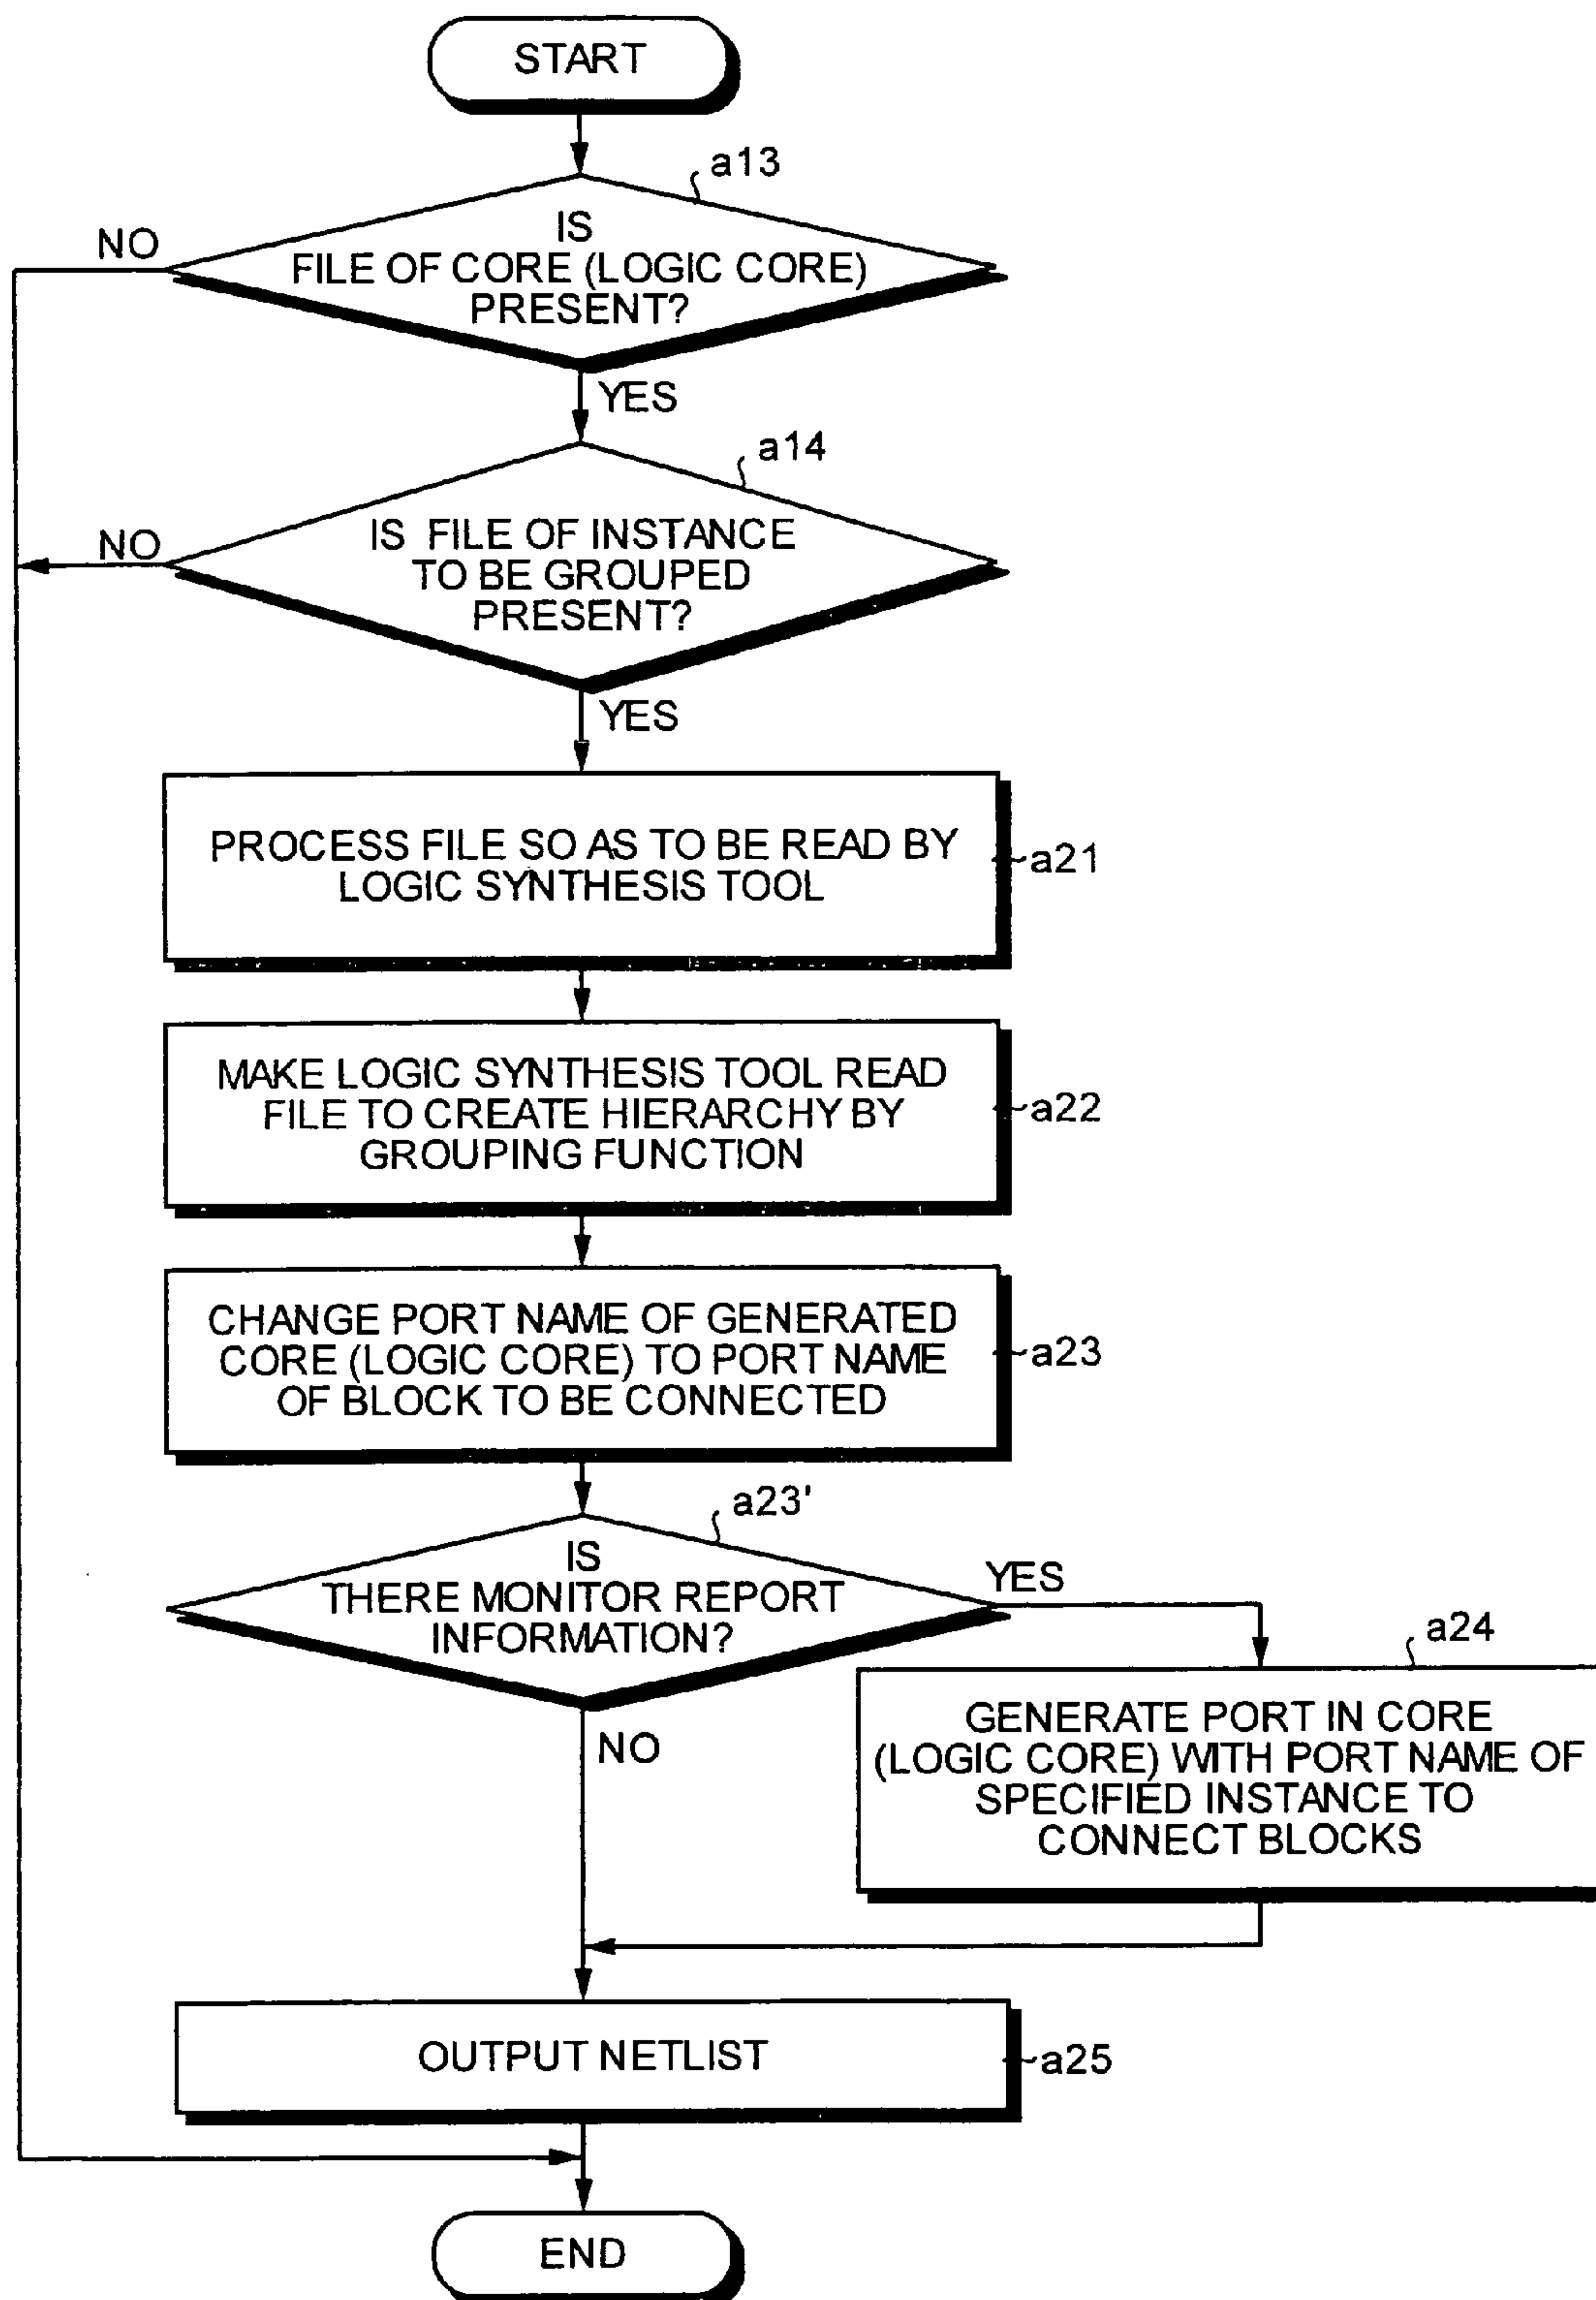 START
a13
IS
FILE OF CORE (LOGIC CORE)
PRESENT?
NO
YES
a14
IS FILE OF INSTANCE
TO BE GROUPED
PRESENT?
NO
YES
PROCESS FILE SO AS TO BE READ BY
LOGIC SYNTHESIS TOOL
a21
MAKE LOGIC SYNTHESIS TOOL READ
FILE TO CREATE HIERARCHY BY
GROUPING FUNCTION
a22
CHANGE PORT NAME OF GENERATED
CORE (LOGIC CORE) TO PORT NAME
OF BLOCK TO BE CONNECTED
a23
a23'
IS
THERE MONITOR REPORT
INFORMATION?
YES
NO
a24
GENERATE PORT IN CORE
(LOGIC CORE) WITH PORT NAME OF
SPECIFIED INSTANCE TO
CONNECT BLOCKS
OUTPUT NETLIST
a25
END